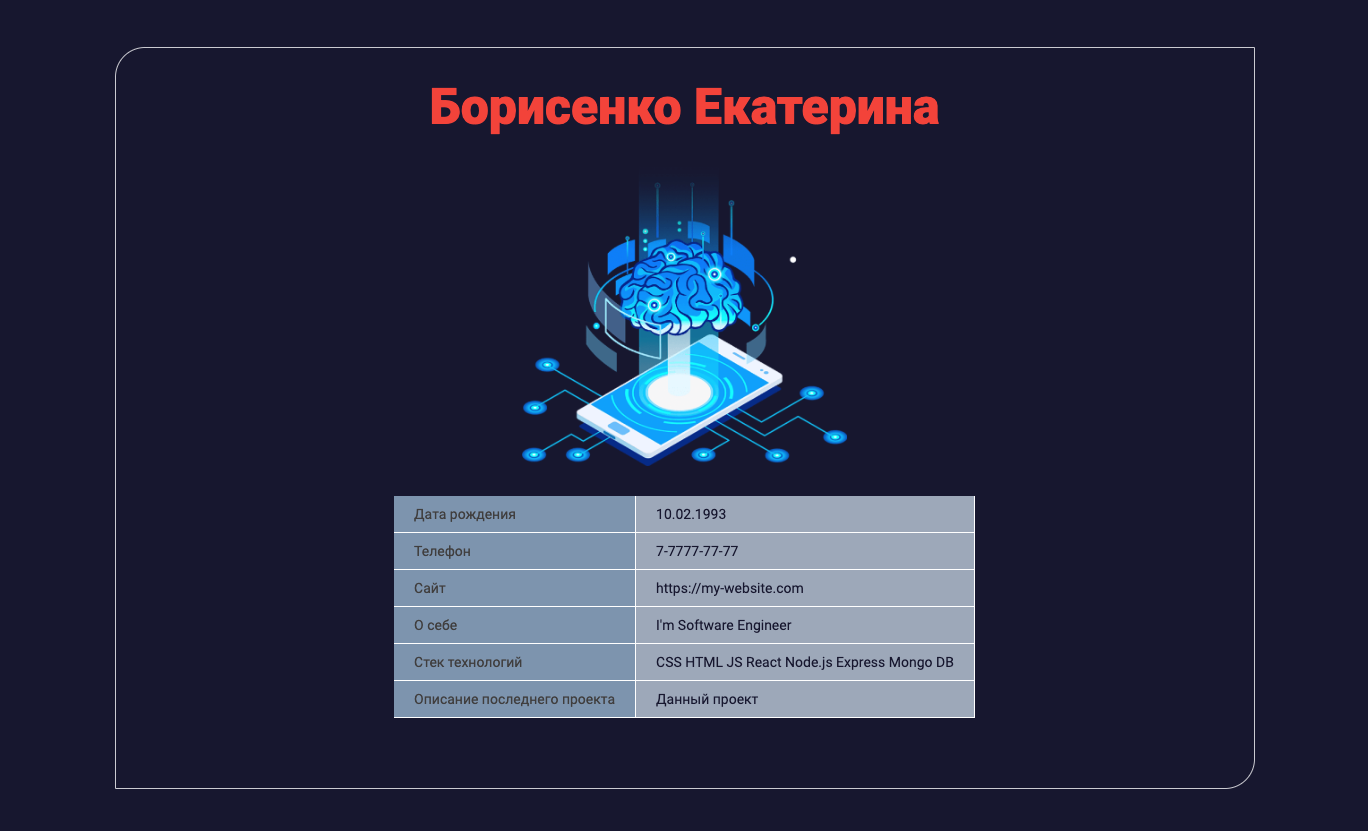 Борисенко Екатерина
Дата рождения 10.02.1993
Телефон 7-7777-77-77
Сайт https://my-website.com
О себе I'm Software Engineer
Стек технологий CSS HTML JS React Node.js Express Mongo DB
Описание последнего проекта Данный проект